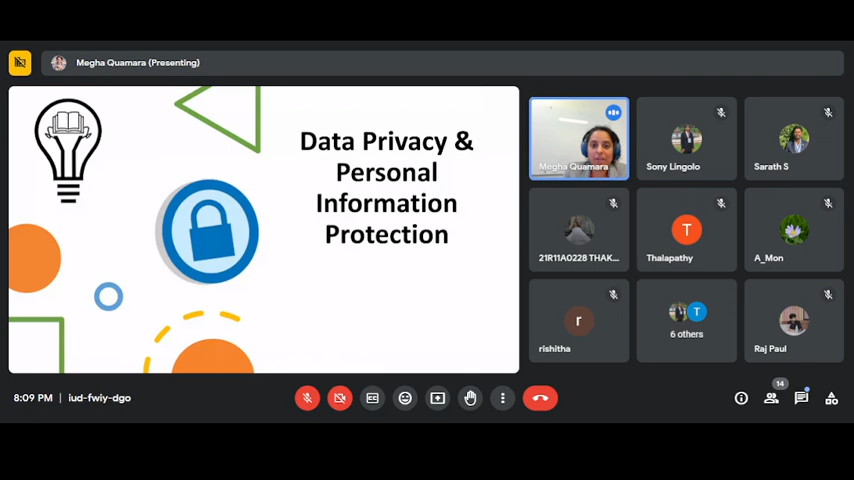 Megha Quamara (Presenting)
Data Privacy &
Personal
Information
Protection
Megha Quamara
Sony Lingolo
Sarath S
21R11A0228 THAK...
T
Thalapathy
A_Mon
r
rishitha
T
6 others
Raj Paul
8:09 PM | iud-fwiy-dgo
CC
14